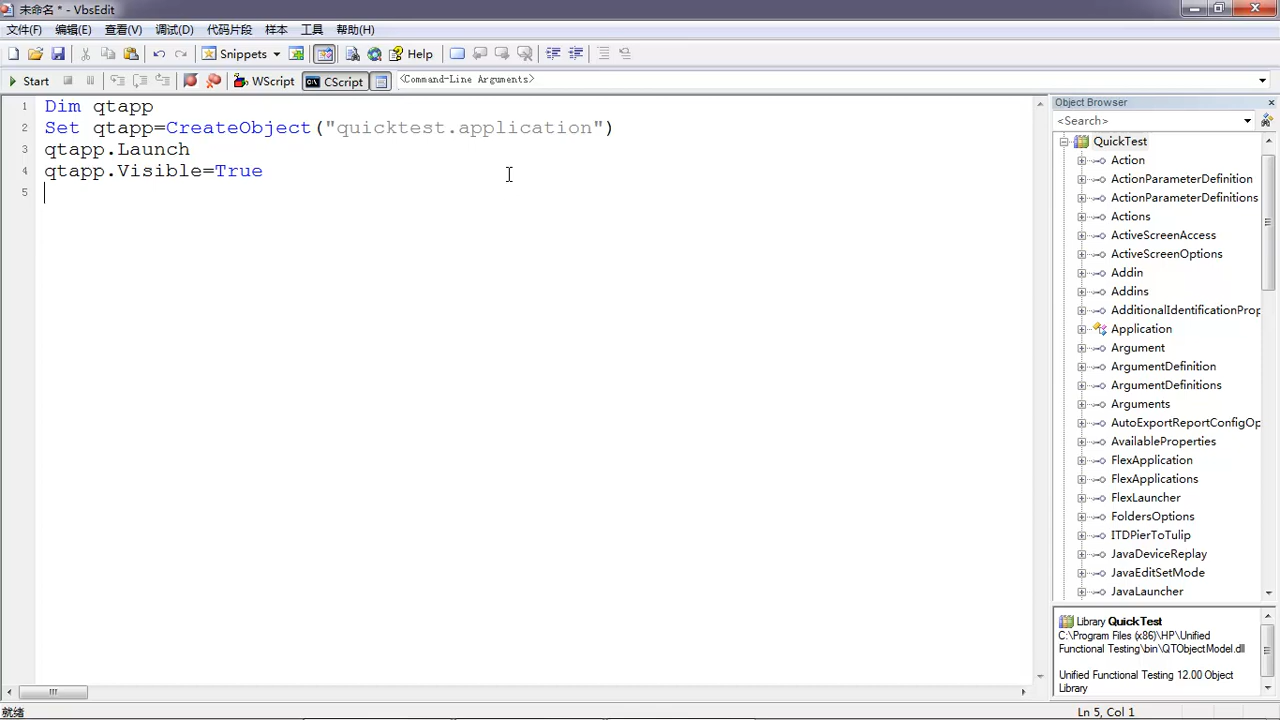 未命名 * - VbsEdit
文件(F) 编辑(E) 查看(V) 调试(D) 代码片段 样本 工具 帮助(H)
Snippets Help
Start WScript CScript <Command-Line Arguments>
1 Dim qtapp
2 Set qtapp=CreateObject("quicktest.application")
3 qtapp.Launch
4 qtapp.Visible=True
5
Object Browser
<Search>
QuickTest
Action
ActionParameterDefinition
ActionParameterDefinitions
Actions
ActiveScreenAccess
ActiveScreenOptions
Addin
Addins
AdditionalIdentificationProp
Application
Argument
ArgumentDefinition
ArgumentDefinitions
Arguments
AutoExportReportConfigOp
AvailableProperties
FlexApplication
FlexApplications
FlexLauncher
FoldersOptions
ITDPierToTulip
JavaDeviceReplay
JavaEditSetMode
JavaLauncher
Library QuickTest
C:\Program Files (x86)\HP\Unified
Functional Testing\bin\QTObjectModel.dll
Unified Functional Testing 12.00 Object
Library
就绪 Ln 5, Col 1